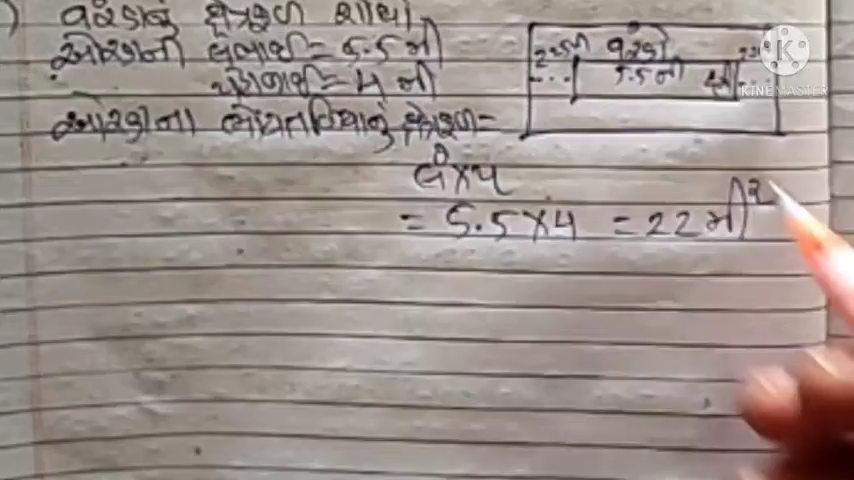 ) વરંડાનું ક્ષેત્રફળ શોધો
ઓરડાની લંબાઈ = 5.5 મી
પહોળાઈ = 4 મી
ઓરડાના ભોંયતળિયાનું ક્ષેત્રફળ =
લં×પ
= 5.5×4 = 22 મી²
વરંડો
5.5 મી
KINEMASTER